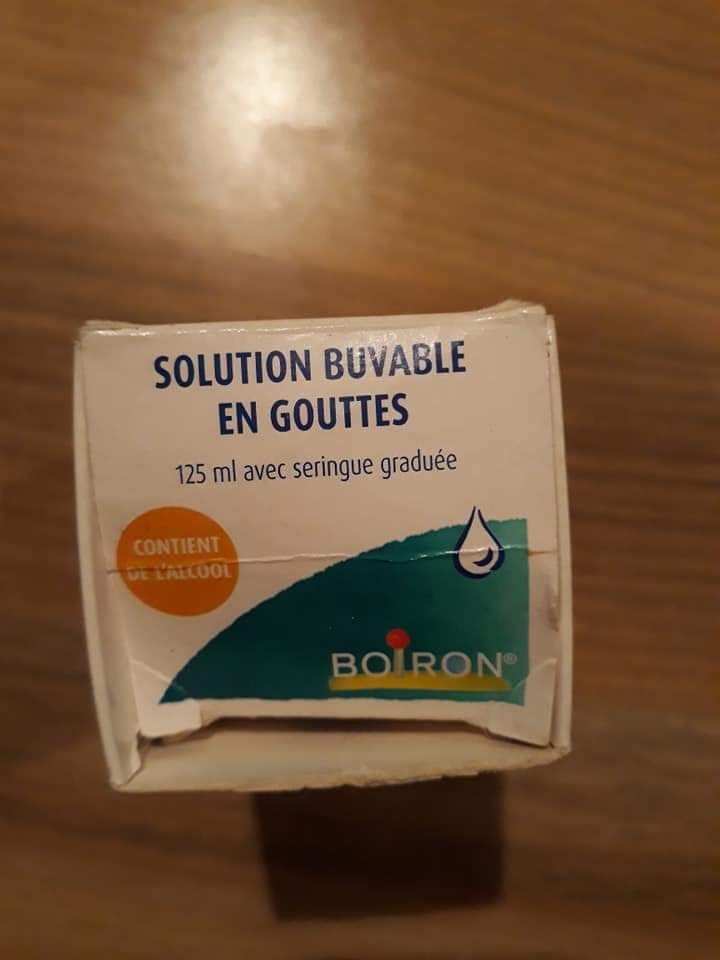 SOLUTION BUVABLE
EN GOUTTES
125 ml avec seringue graduée
CONTIENT
DE L'ALCOOL
BOIRON®